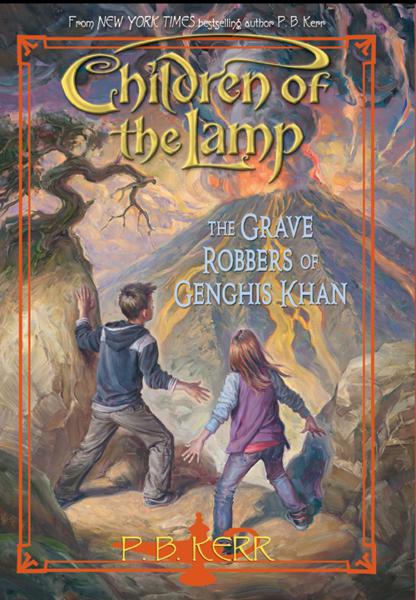 From NEW YORK TIMES bestselling author P. B. Kerr
Children of
the Lamp
THE GRAVE
ROBBERS OF
GENGHIS KHAN
P. B. KERR